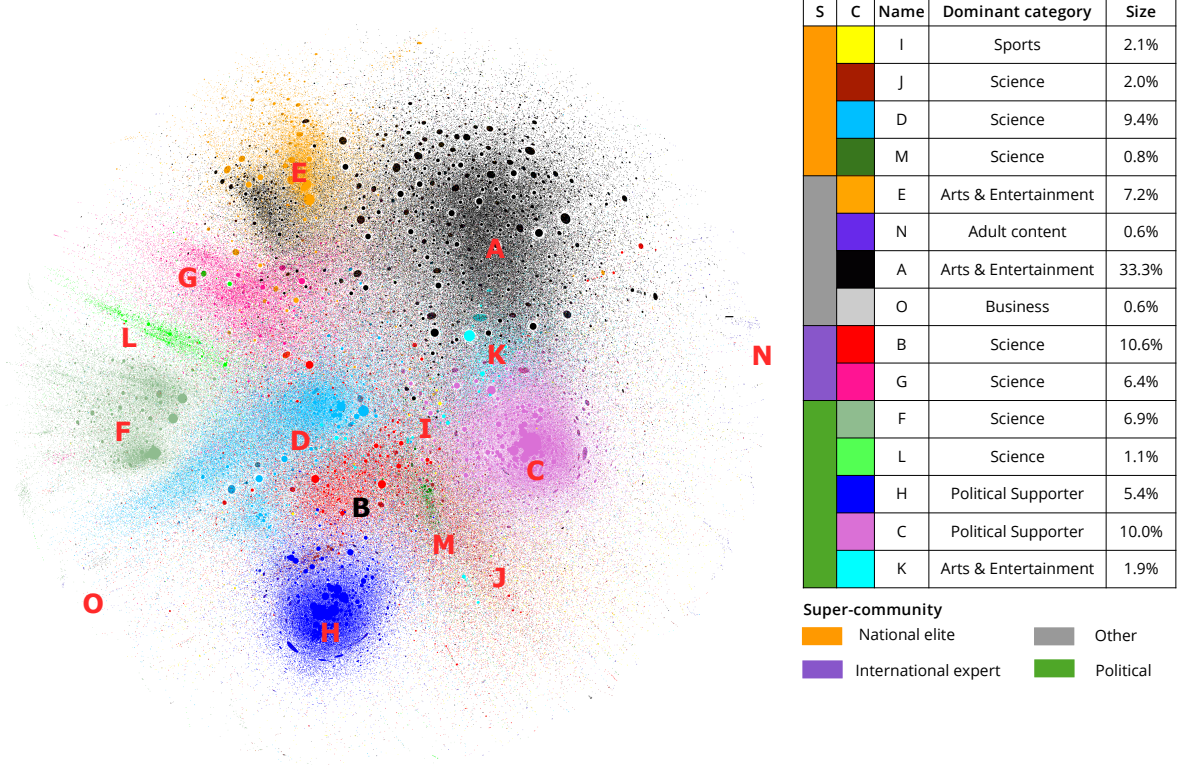 E
A
G
L
K
N
F
D
I
C
B
M
J
O
H
S C Name Dominant category Size
I Sports 2.1%
J Science 2.0%
D Science 9.4%
M Science 0.8%
E Arts & Entertainment 7.2%
N Adult content 0.6%
A Arts & Entertainment 33.3%
O Business 0.6%
B Science 10.6%
G Science 6.4%
F Science 6.9%
L Science 1.1%
H Political Supporter 5.4%
C Political Supporter 10.0%
K Arts & Entertainment 1.9%
Super-community
National elite Other
International expert Political